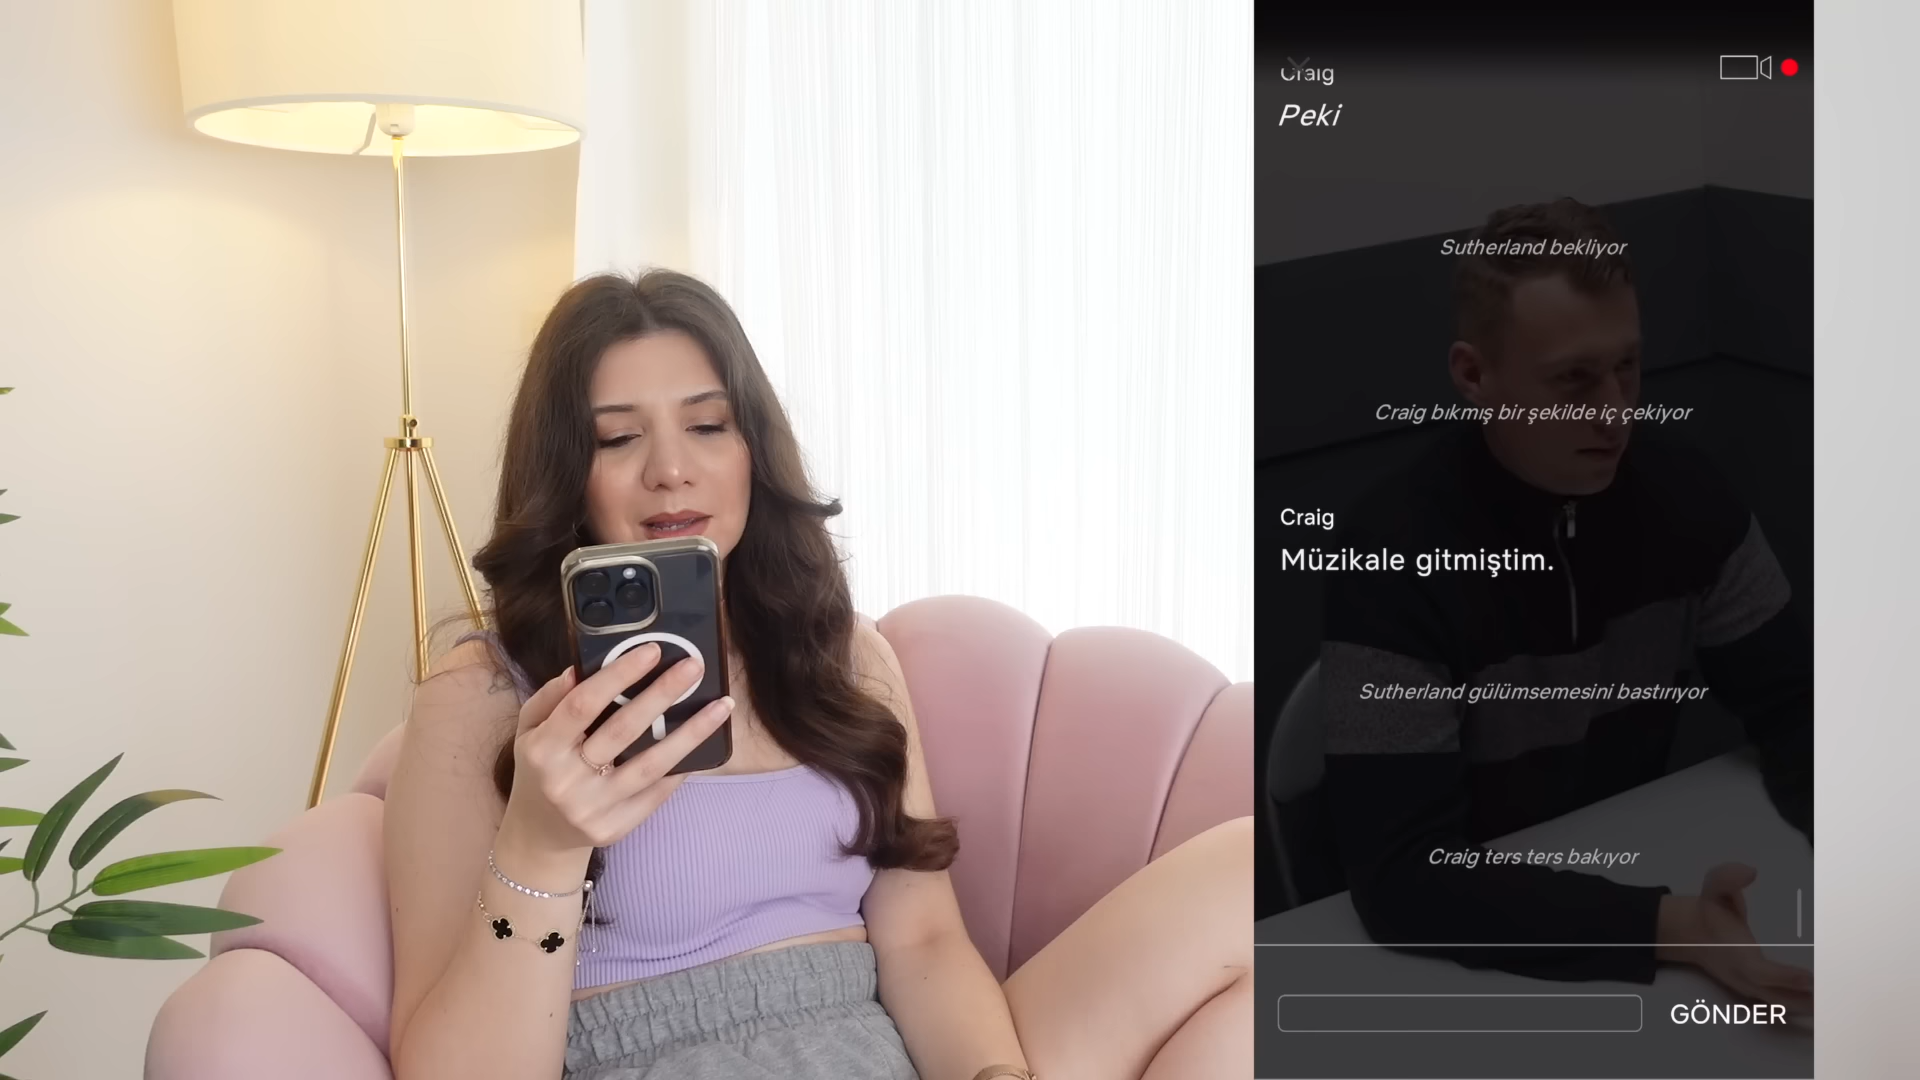 Craig
Peki
Sutherland bekliyor
Craig bıkmış bir şekilde iç çekiyor
Craig
Müzikale gitmiştim.
Sutherland gülümsemesini bastırıyor
Craig ters ters bakıyor
GÖNDER